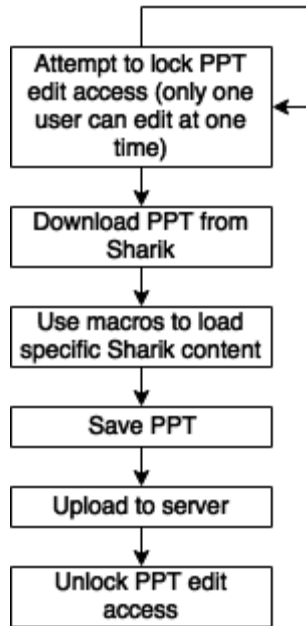 Attempt to lock PPT
edit access (only one
user can edit at one
time)
Download PPT from
Sharik
Use macros to load
specific Sharik content
Save PPT
Upload to server
Unlock PPT edit
access